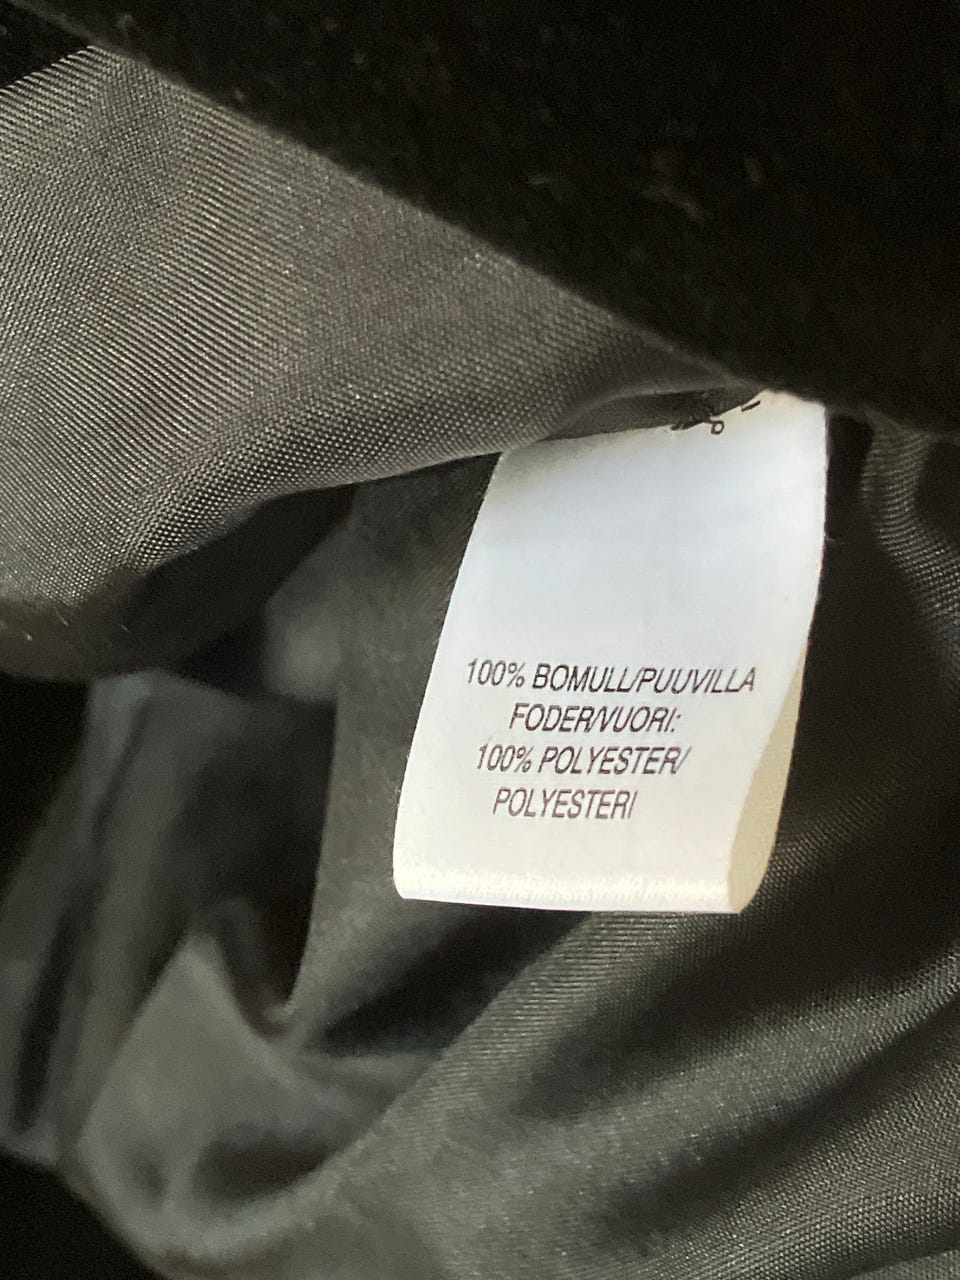 100% BOMULL/PUUVILLA
FODER/VUORI:
100% POLYESTER/
POLYESTERI